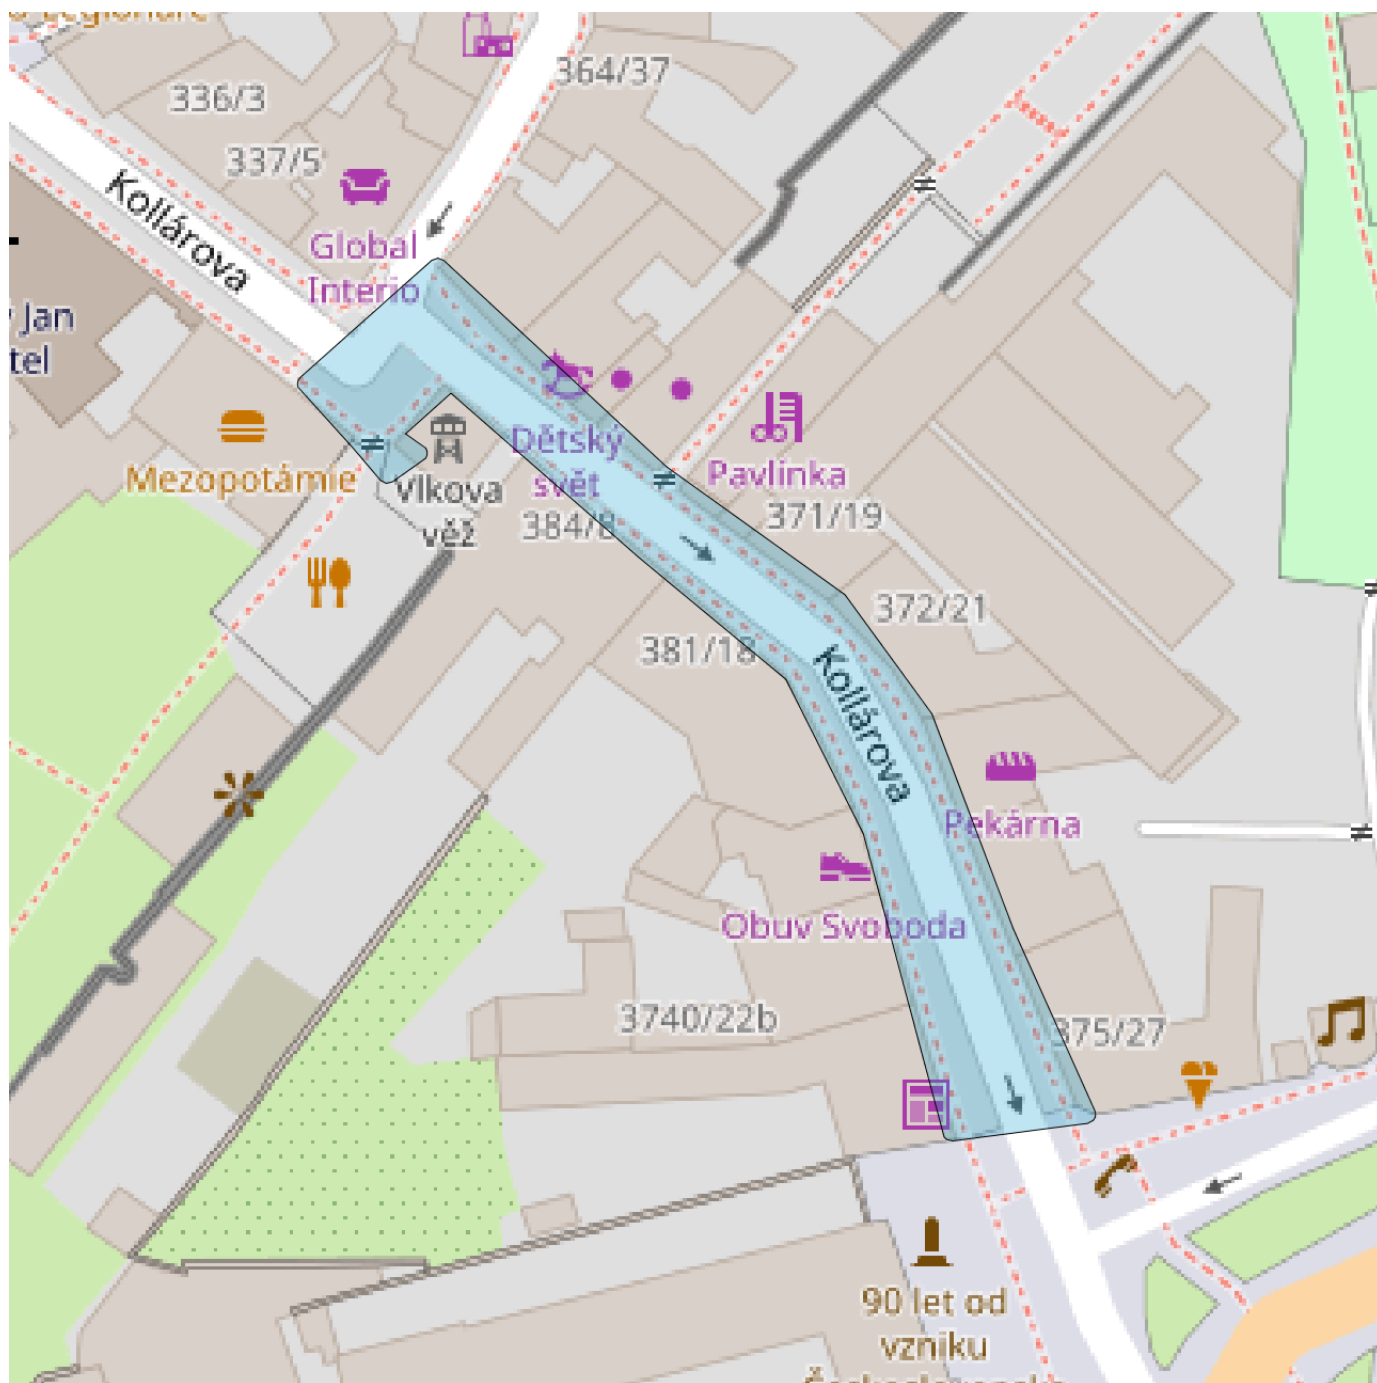 364/37
336/3
337/5
Kollárova
Global
Interio
Jan
tel
Dětský
svět
Mezopotámie
Pavlínka
Vlkova
věž
384/8
371/19
372/21
381/18
Kollárova
Pekárna
Obuv Svoboda
3740/22b
375/27
90 let od
vzniku